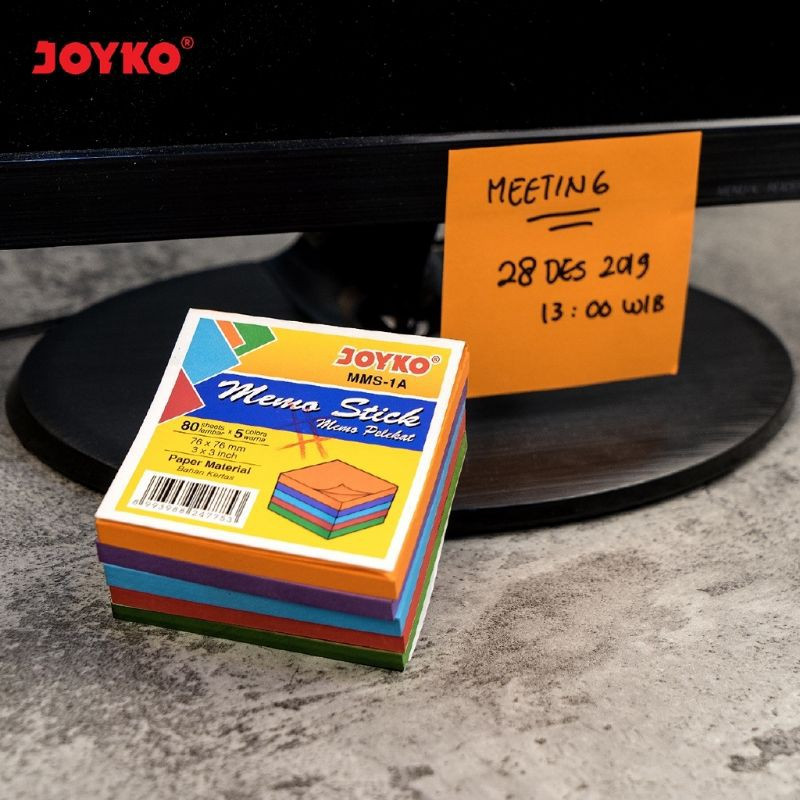 JOYKO®
MEETING
28 DES 2019
13:00 WIB
JOYKO®
MMS-1A
Memo Stick
Memo Pelekat
80 sheets lembar x 5 colors warna
76 x 76 mm
3 x 3 inch
Paper Material
Bahan Kertas
8993988247753